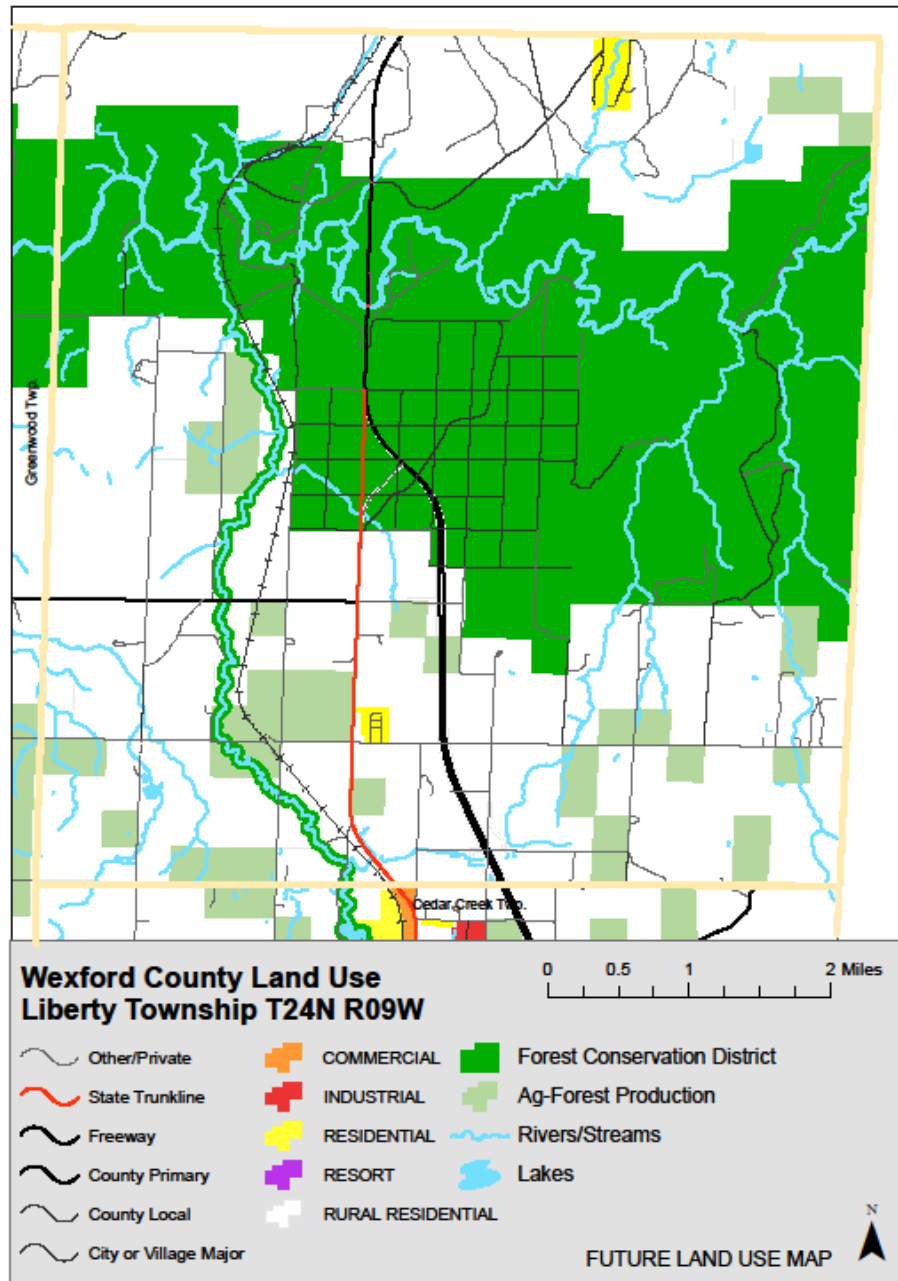 Greenwood Twp.
Cedar Creek Twp.
Wexford County Land Use
Liberty Township T24N R09W
0 0.5 1 2 Miles
Other/Private
State Trunkline
Freeway
County Primary
County Local
City or Village Major
COMMERCIAL
INDUSTRIAL
RESIDENTIAL
RESORT
RURAL RESIDENTIAL
Forest Conservation District
Ag-Forest Production
Rivers/Streams
Lakes
N
FUTURE LAND USE MAP